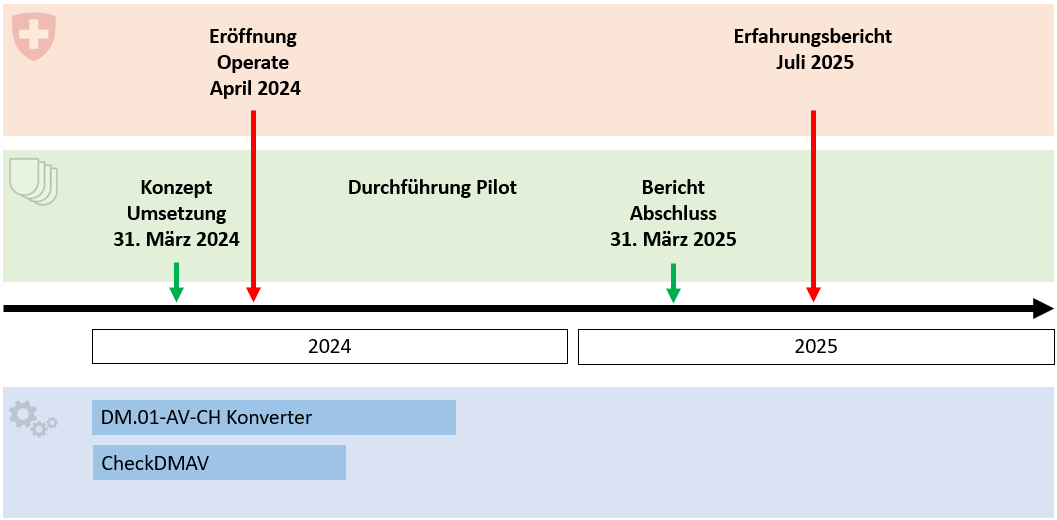 Eröffnung
Operate
April 2024
Erfahrungsbericht
Juli 2025
Konzept
Umsetzung
31. März 2024
Durchführung Pilot
Bericht
Abschluss
31. März 2025
2024
2025
DM.01-AV-CH Konverter
CheckDMAV